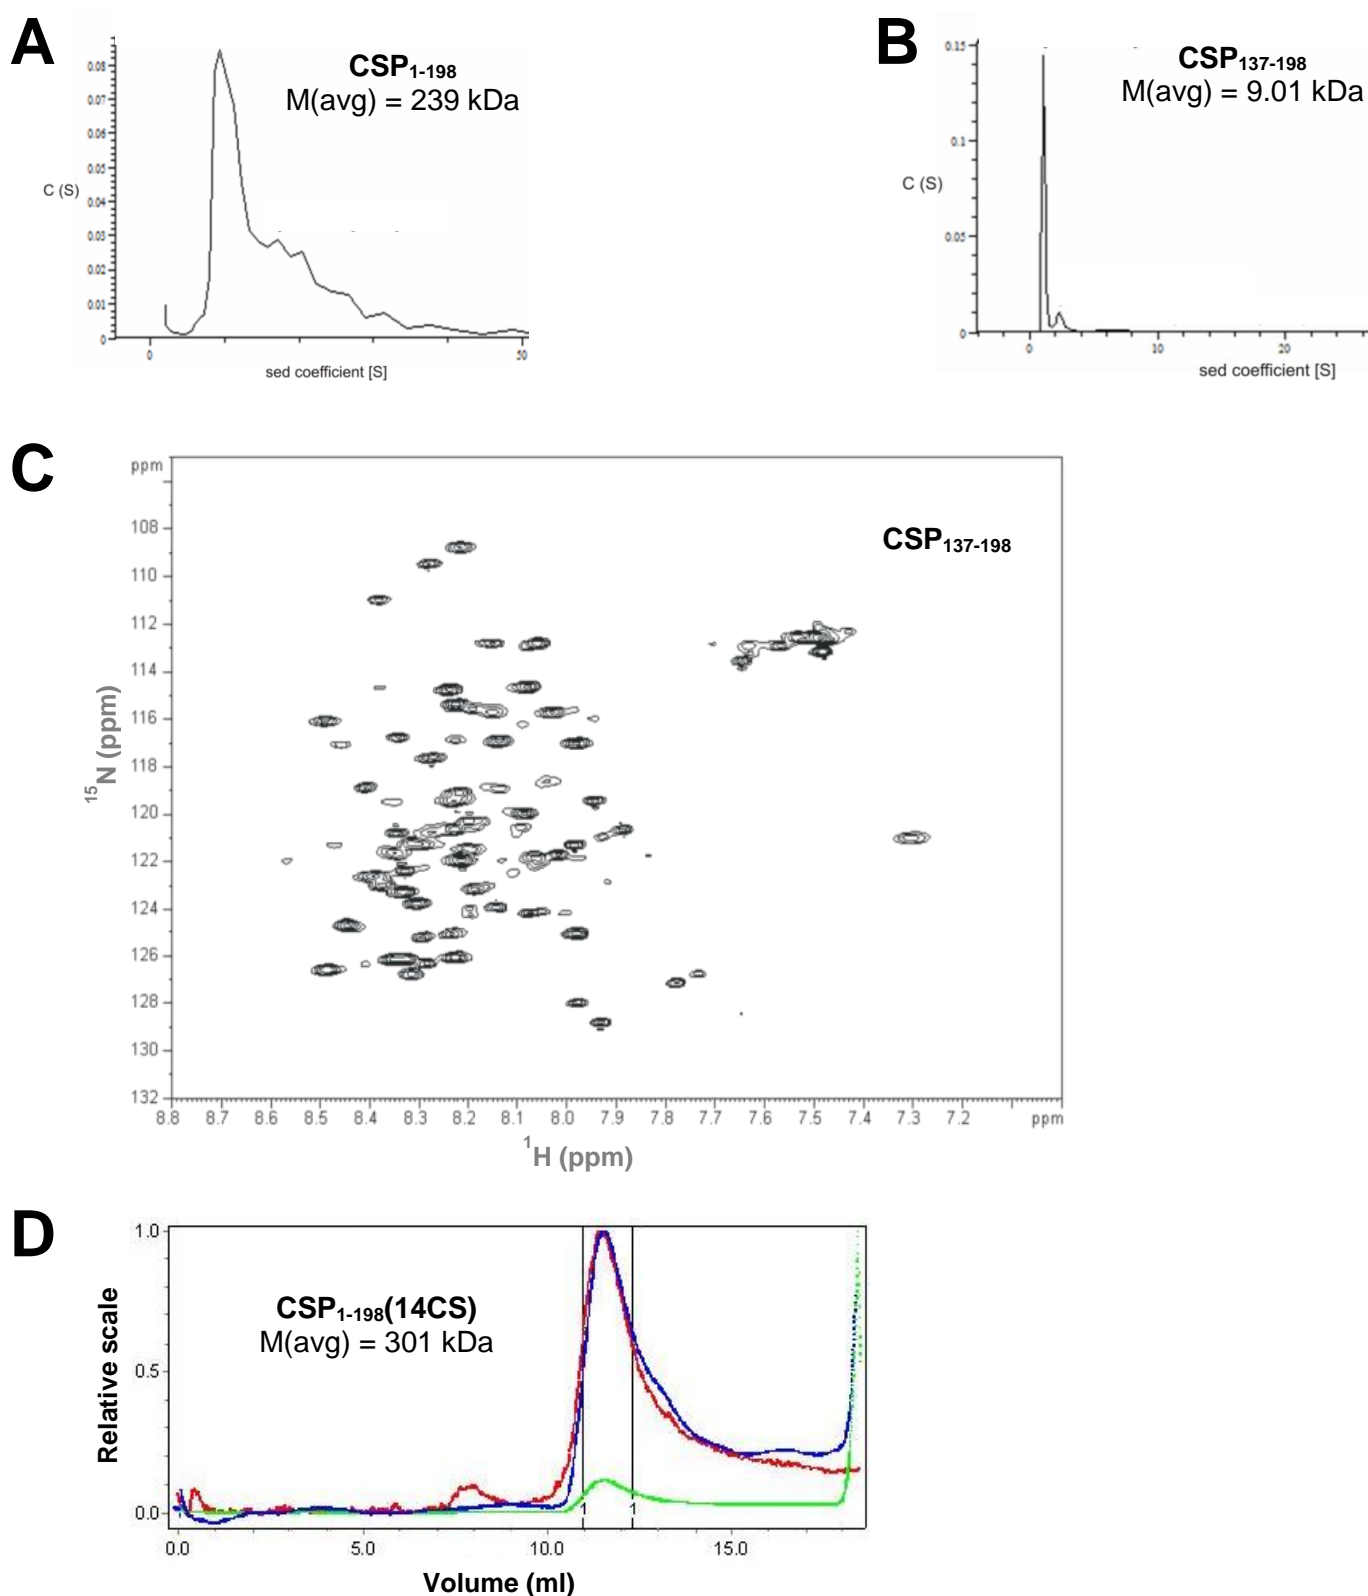 A
CSP1-198
M(avg) = 239 kDa
C (S)
0.08
0.07
0.06
0.05
0.04
0.03
0.02
0.01
0
0
50
sed coefficient [S]
B
CSP137-198
M(avg) = 9.01 kDa
C (S)
0.15
0.1
0.05
0
0
10
20
sed coefficient [S]
C
ppm
CSP137-198
15N (ppm)
108
110
112
114
116
118
120
122
124
126
128
130
132
8.8 8.7 8.6 8.5 8.4 8.3 8.2 8.1 8.0 7.9 7.8 7.7 7.6 7.5 7.4 7.3 7.2 ppm
1H (ppm)
D
CSP1-198(14CS)
M(avg) = 301 kDa
Relative scale
1.0
0.5
0.0
1 1
0.0 5.0 10.0 15.0
Volume (ml)